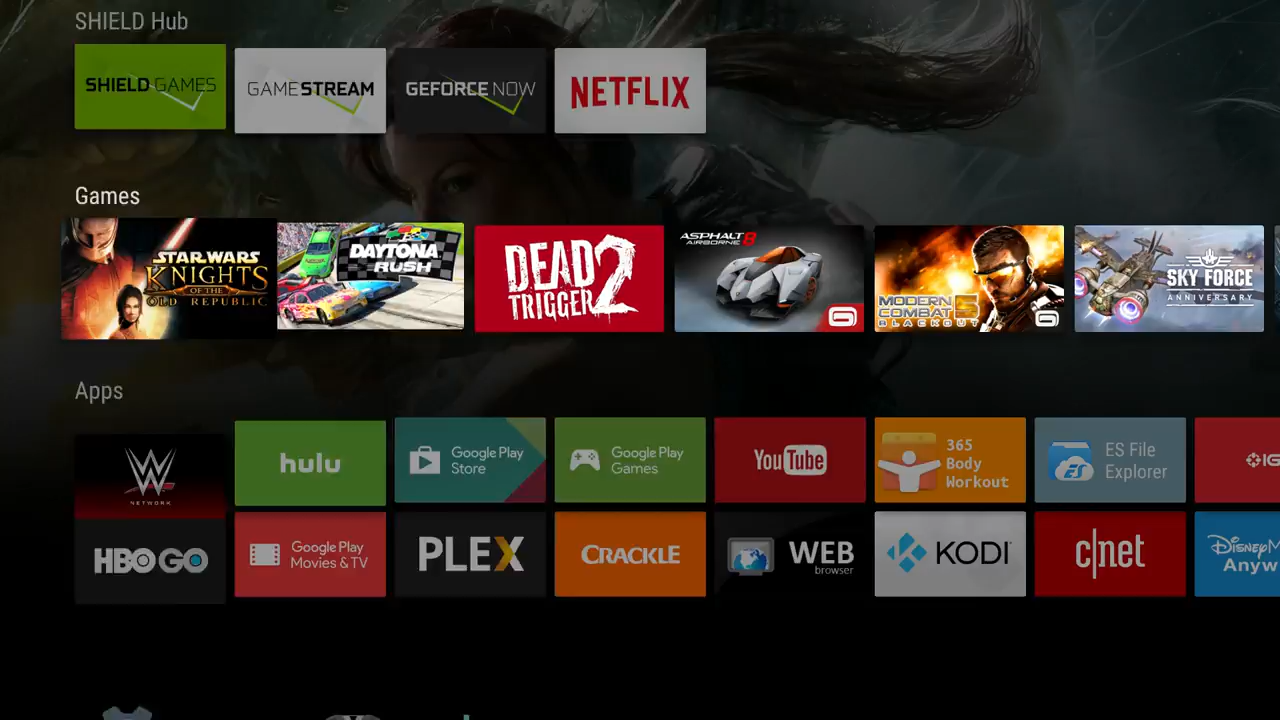 SHIELD Hub
SHIELD GAMES
GAMESTREAM
GEFORCE NOW
NETFLIX
Games
STAR WARS
KNIGHTS
OF THE
OLD REPUBLIC
DAYTONA
RUSH
DEAD
TRIGGER 2
ASPHALT 8
AIRBORNE
MODERN
COMBAT 5
BLACKOUT
SKY FORCE
ANNIVERSARY
Apps
W
NETWORK
hulu
Google Play
Store
Google Play
Games
YouTube
365
Body
Workout
ES
ES File
Explorer
IG
HBO GO
Google Play
Movies & TV
PLEX
CRACKLE
WEB
browser
KODI
c|net
DISNEY M
Anyw